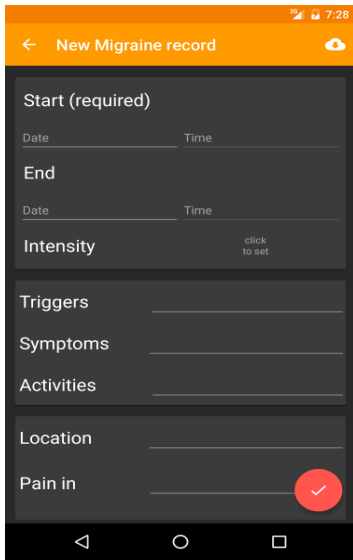 3G 7:28
New Migraine record
Start (required)
Date Time
End
Date Time
Intensity click
to set
Triggers
Symptoms
Activities
Location
Pain in